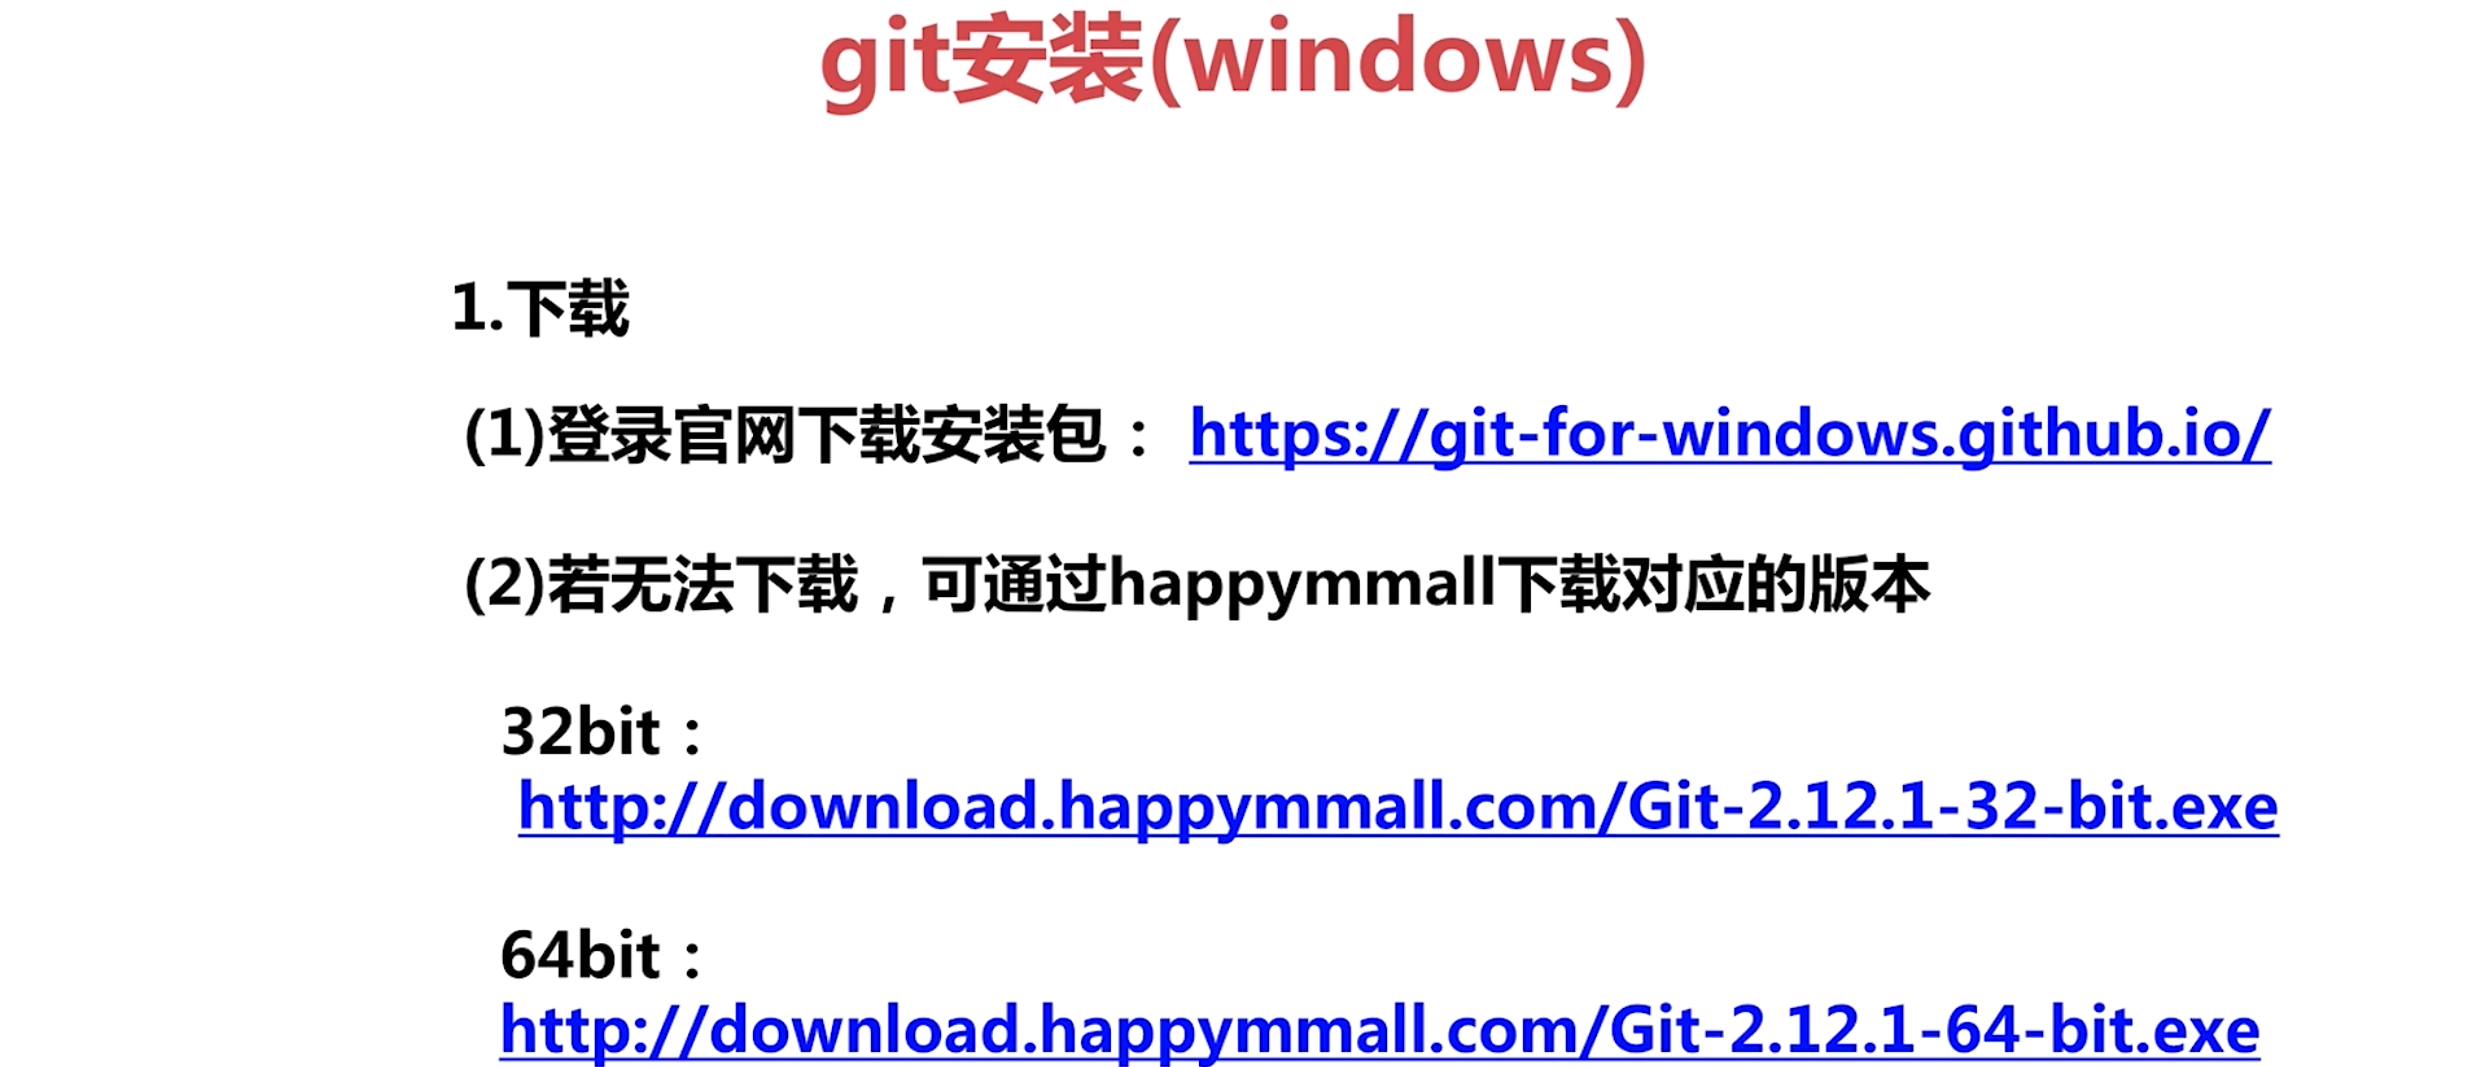 git安装(windows)
1.下载
(1)登录官网下载安装包： https://git-for-windows.github.io/
(2)若无法下载，可通过happymmall下载对应的版本
32bit：
http://download.happymmall.com/Git-2.12.1-32-bit.exe
64bit：
http://download.happymmall.com/Git-2.12.1-64-bit.exe